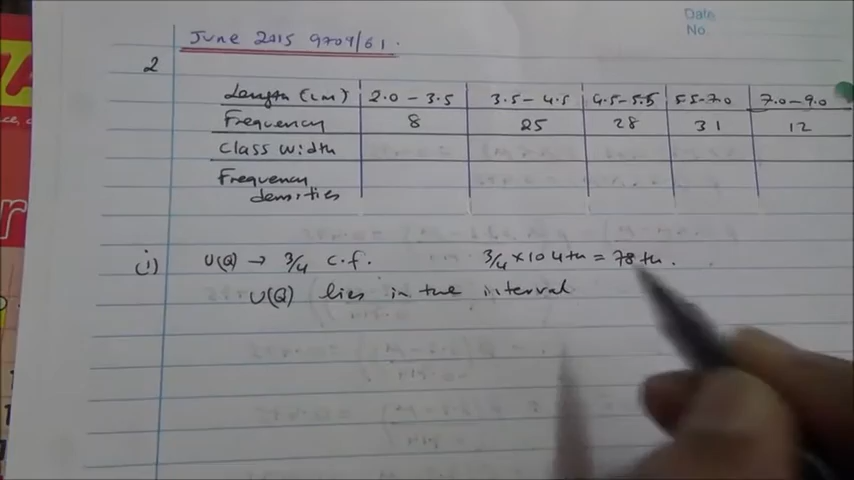 Date
No.
June 2015 9709/61.
2
Length (cm) 2.0-3.5 3.5-4.5 4.5-5.5 5.5-7.0 7.0-9.0
Frequency 8 25 28 31 12
Class width
Frequency
densities
(i) U(Q) → 3/4 c.f. 3/4 × 104th = 78th.
U(Q) lies in the interval